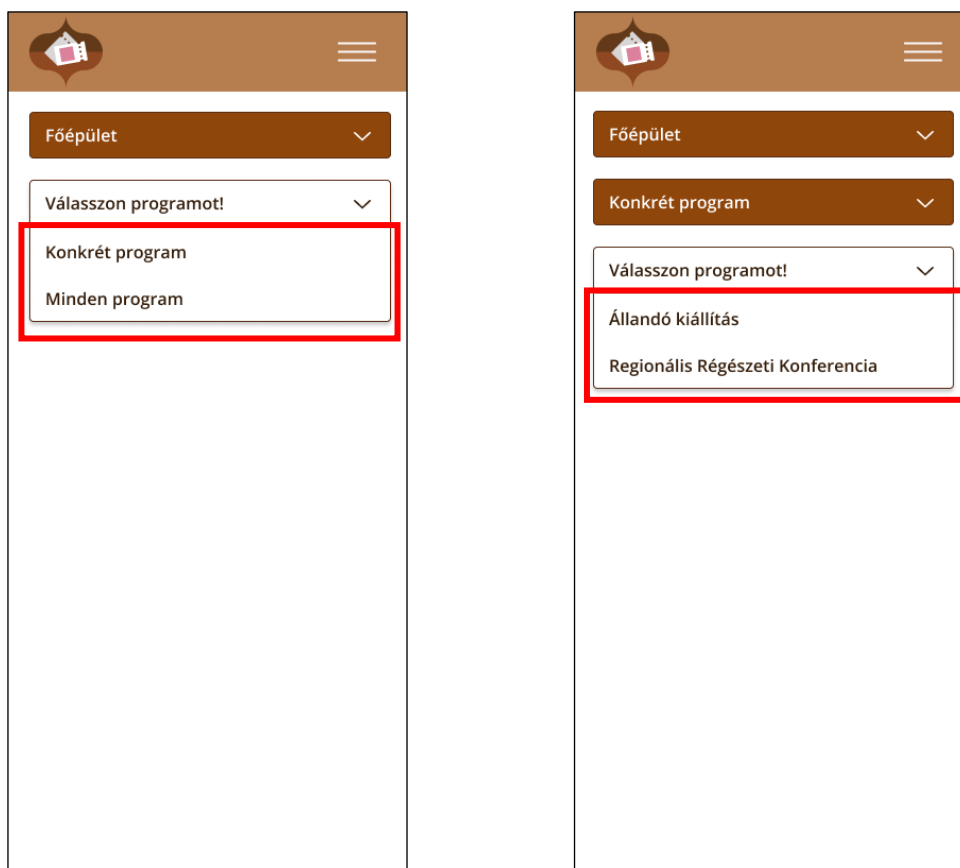 Főépület
Válasszon programot!
Konkrét program
Minden program
Főépület
Konkrét program
Válasszon programot!
Állandó kiállítás
Regionális Régészeti Konferencia